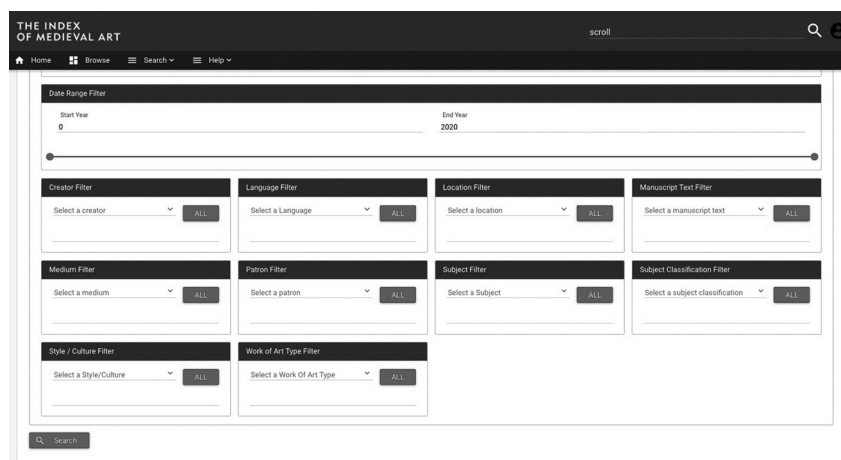 THE INDEX
OF MEDIEVAL ART
scroll
Home Browse Search Help
Date Range Filter
Start Year End Year
0 2020
Creator Filter Language Filter Location Filter Manuscript Text Filter
Select a creator ALL Select a Language ALL Select a location ALL Select a manuscript text ALL
Medium Filter Patron Filter Subject Filter Subject Classification Filter
Select a medium ALL Select a patron ALL Select a Subject ALL Select a subject classification ALL
Style / Culture Filter Work of Art Type Filter
Select a Style/Culture ALL Select a Work Of Art Type ALL
Search